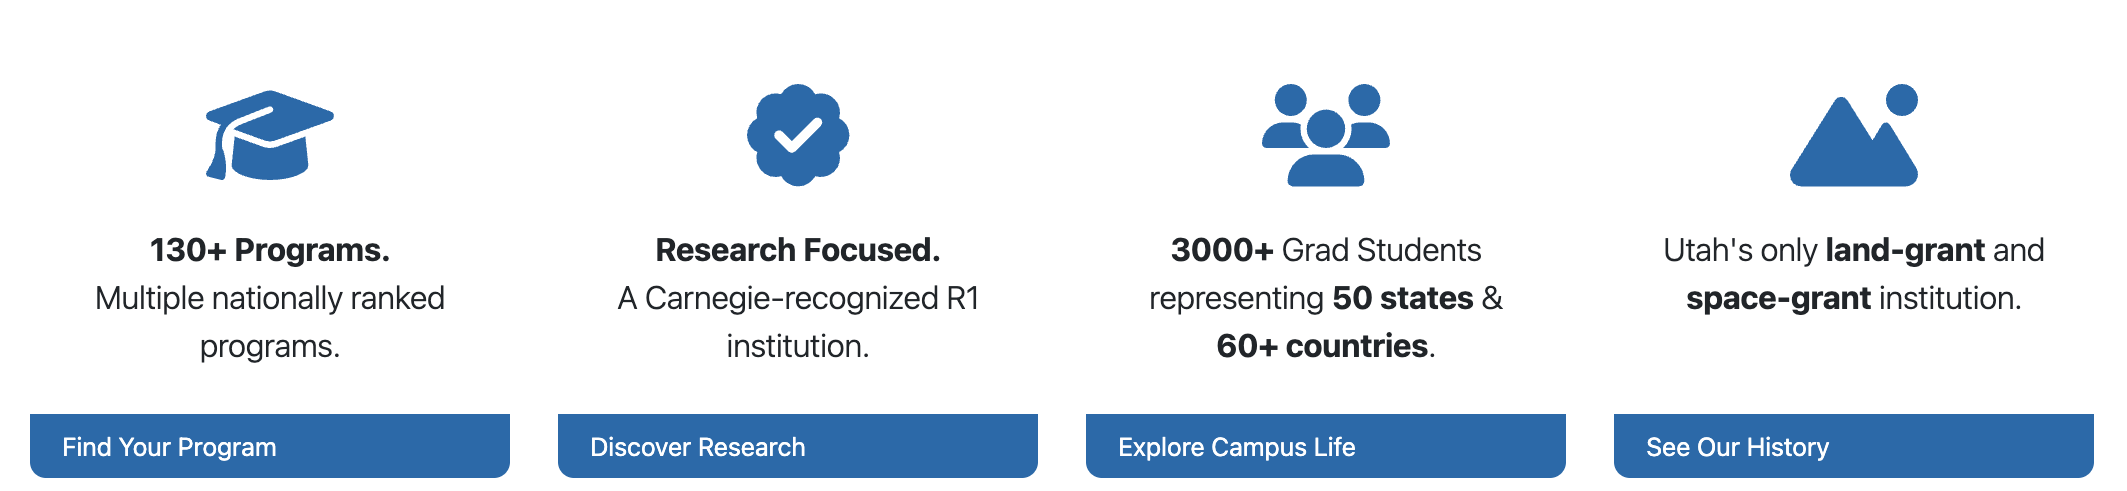 130+ Programs.
Multiple nationally ranked
programs.
Find Your Program
Research Focused.
A Carnegie-recognized R1
institution.
Discover Research
3000+ Grad Students
representing 50 states &
60+ countries.
Explore Campus Life
Utah's only land-grant and
space-grant institution.
See Our History